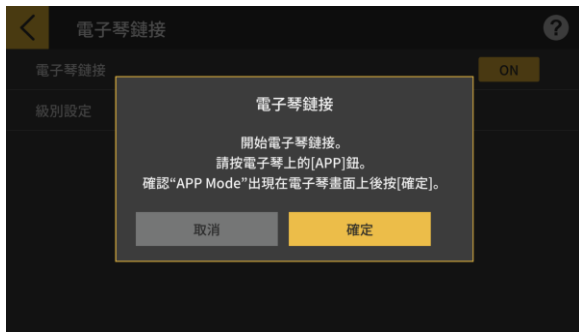 電子琴鏈接
?
電子琴鏈接 ON
級別設定
電子琴鏈接
開始電子琴鏈接。
請按電子琴上的[APP]鈕。
確認“APP Mode”出現在電子琴畫面上後按[確定]。
取消 確定